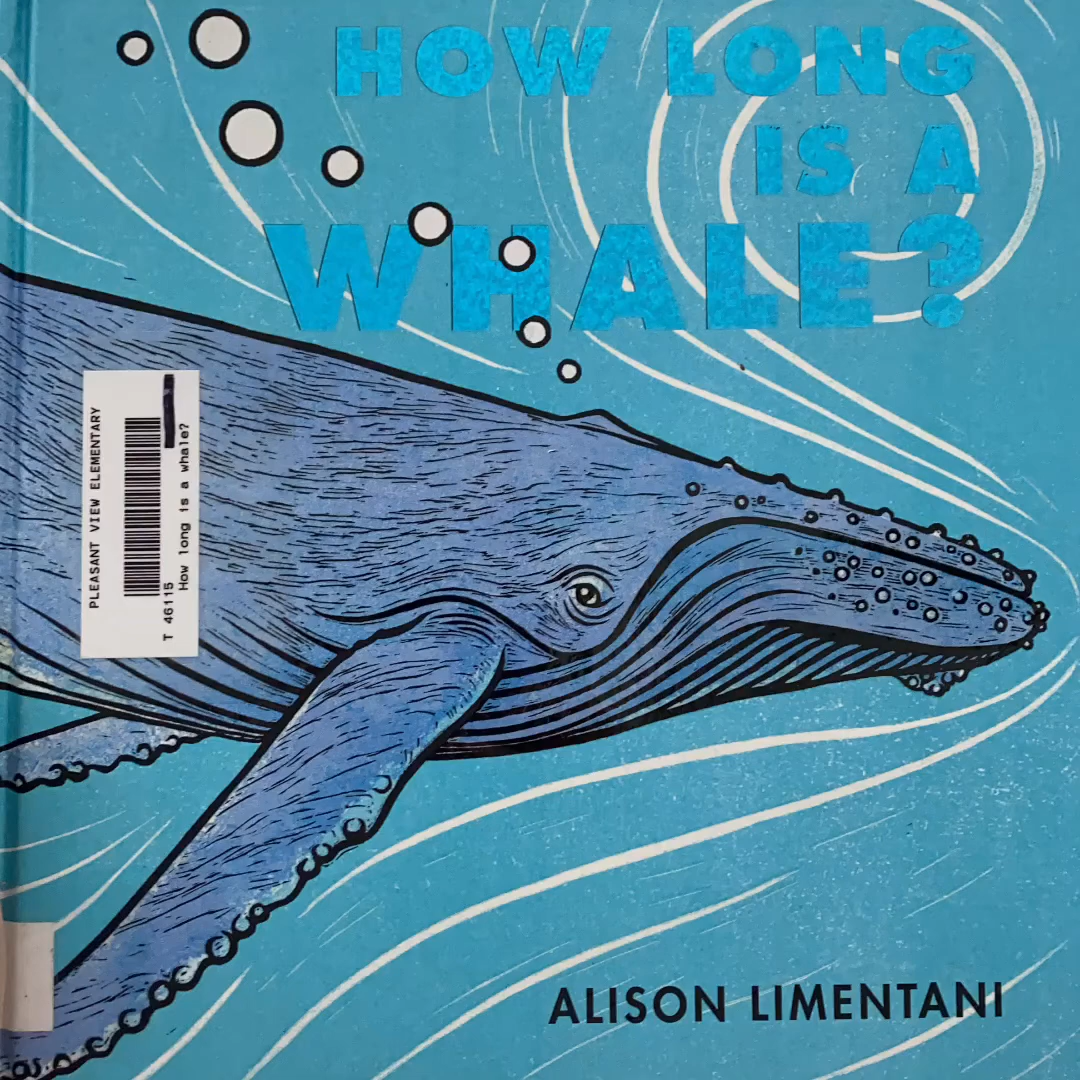 HOW LONG
IS A
WHALE?
PLEASANT VIEW ELEMENTARY
T 46115
How long is a whale?
ALISON LIMENTANI